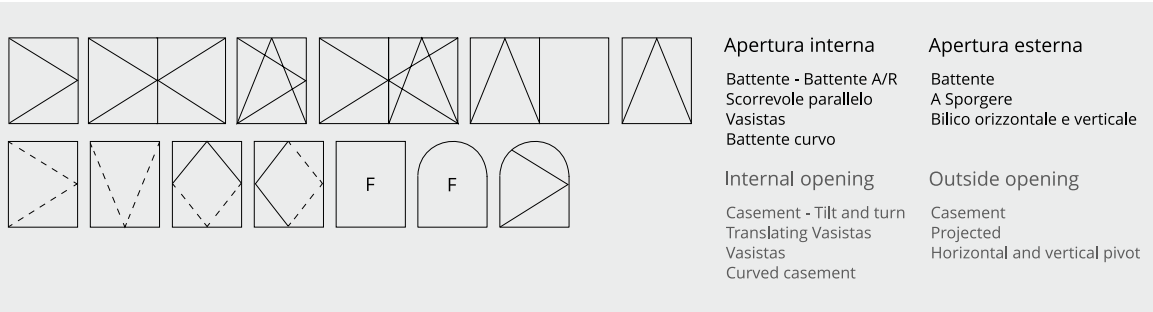 F
F
Apertura interna
Battente - Battente A/R
Scorrevole parallelo
Vasistas
Battente curvo
Apertura esterna
Battente
A Sporgere
Bilico orizzontale e verticale
Internal opening
Casement - Tilt and turn
Translating Vasistas
Vasistas
Curved casement
Outside opening
Casement
Projected
Horizontal and vertical pivot